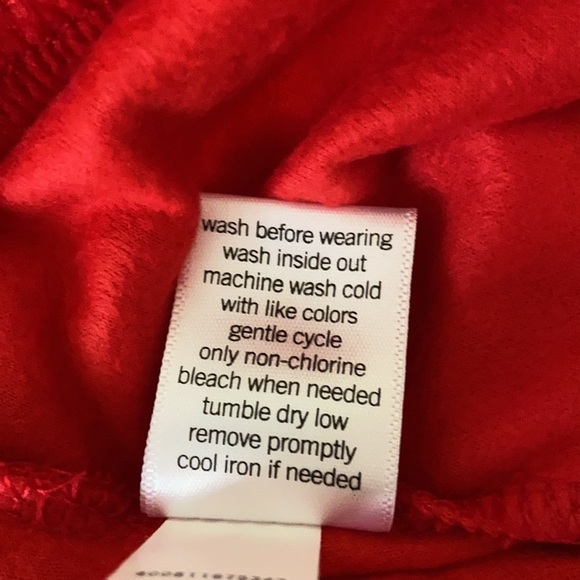 wash before wearing
wash inside out
machine wash cold
with like colors
gentle cycle
only non-chlorine
bleach when needed
tumble dry low
remove promptly
cool iron if needed